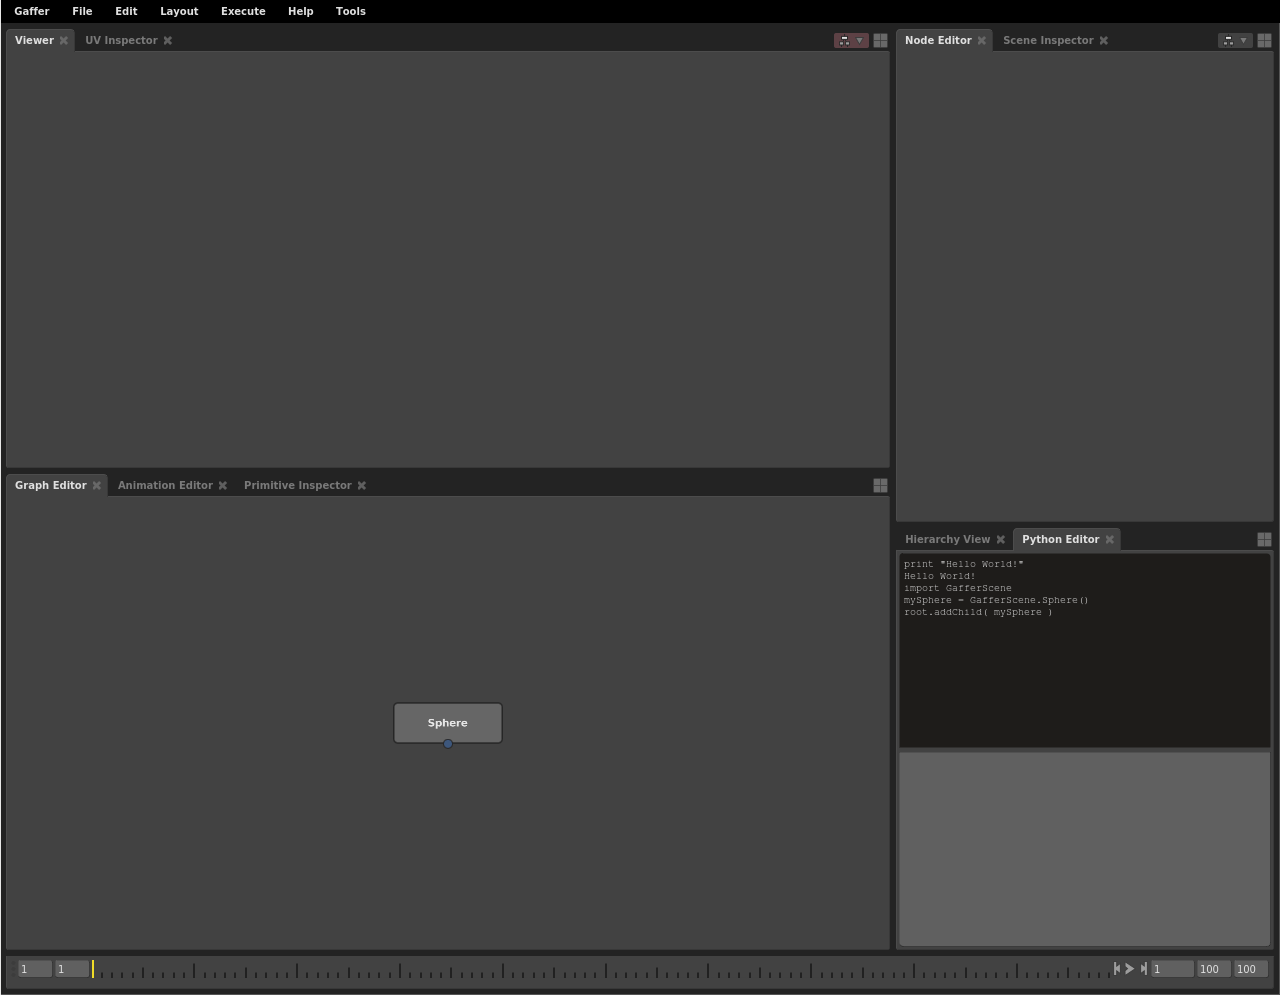 Gaffer File Edit Layout Execute Help Tools
Viewer UV Inspector
Node Editor Scene Inspector
Graph Editor Animation Editor Primitive Inspector
Sphere
Hierarchy View Python Editor
print "Hello World!"
Hello World!
import GafferScene
mySphere = GafferScene.Sphere()
root.addChild( mySphere )
1 1 1 100 100